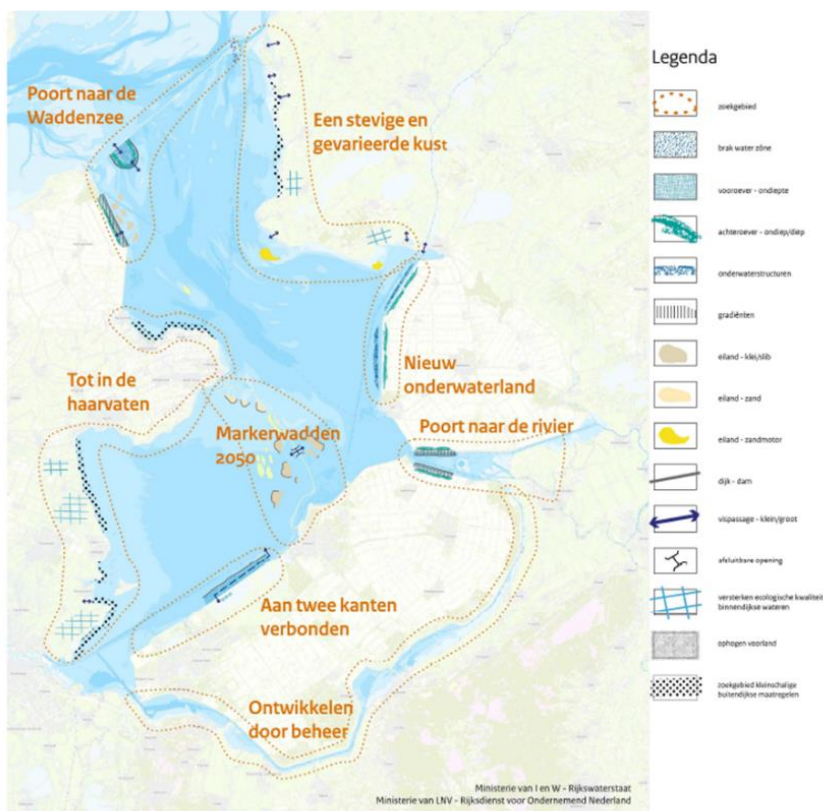 Poort naar de
Waddenzee
Een stevige en
gevarieerde kust
Tot in de
haarvaten
Nieuw
onderwaterland
Markerwadden
2050
Poort naar de rivier
Aan twee kanten
verbonden
Ontwikkelen
door beheer
Ministerie van I en W - Rijkswaterstaat
Ministerie van LNV - Rijksdienst voor Ondernemend Nederland
Legenda
zoekgebied
brak water zône
vooroever - ondiepte
achteroever - ondiep/diep
onderwaterstructuren
gradiënten
eiland - klei/slib
eiland - zand
eiland - zandmotor
dijk - dam
vispassage - klein/groot
afsluitbare opening
versterken ecologische kwaliteit
binnendijkse wateren
ophogen voorland
zoekgebied kleinschalige
buitendijkse maatregelen